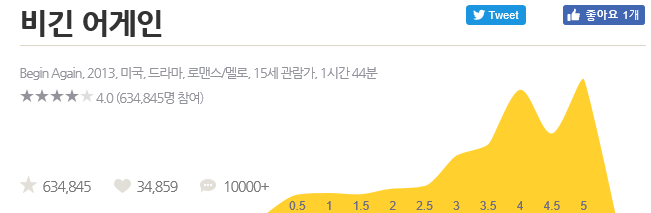 비긴 어게인
Tweet
좋아요 1개
Begin Again, 2013, 미국, 드라마, 로맨스/멜로, 15세 관람가, 1시간 44분
4.0 (634,845명 참여)
634,845 34,859 10000+
0.5 1 1.5 2 2.5 3 3.5 4 4.5 5